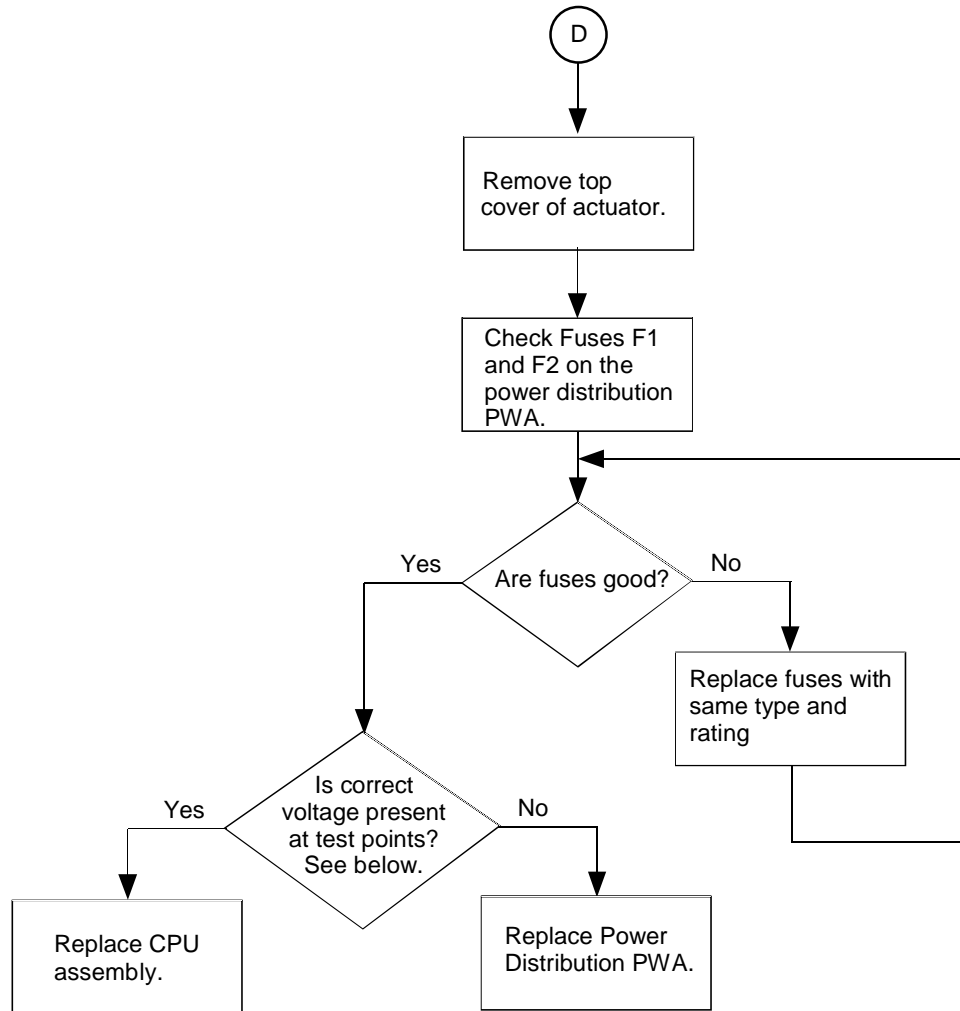 D
Remove top
cover of actuator.
Check Fuses F1
and F2 on the
power distribution
PWA.
Yes
Are fuses good?
No
Replace fuses with
same type and
rating
Yes
Is correct
voltage present
at test points?
See below.
No
Replace CPU
assembly.
Replace Power
Distribution PWA.